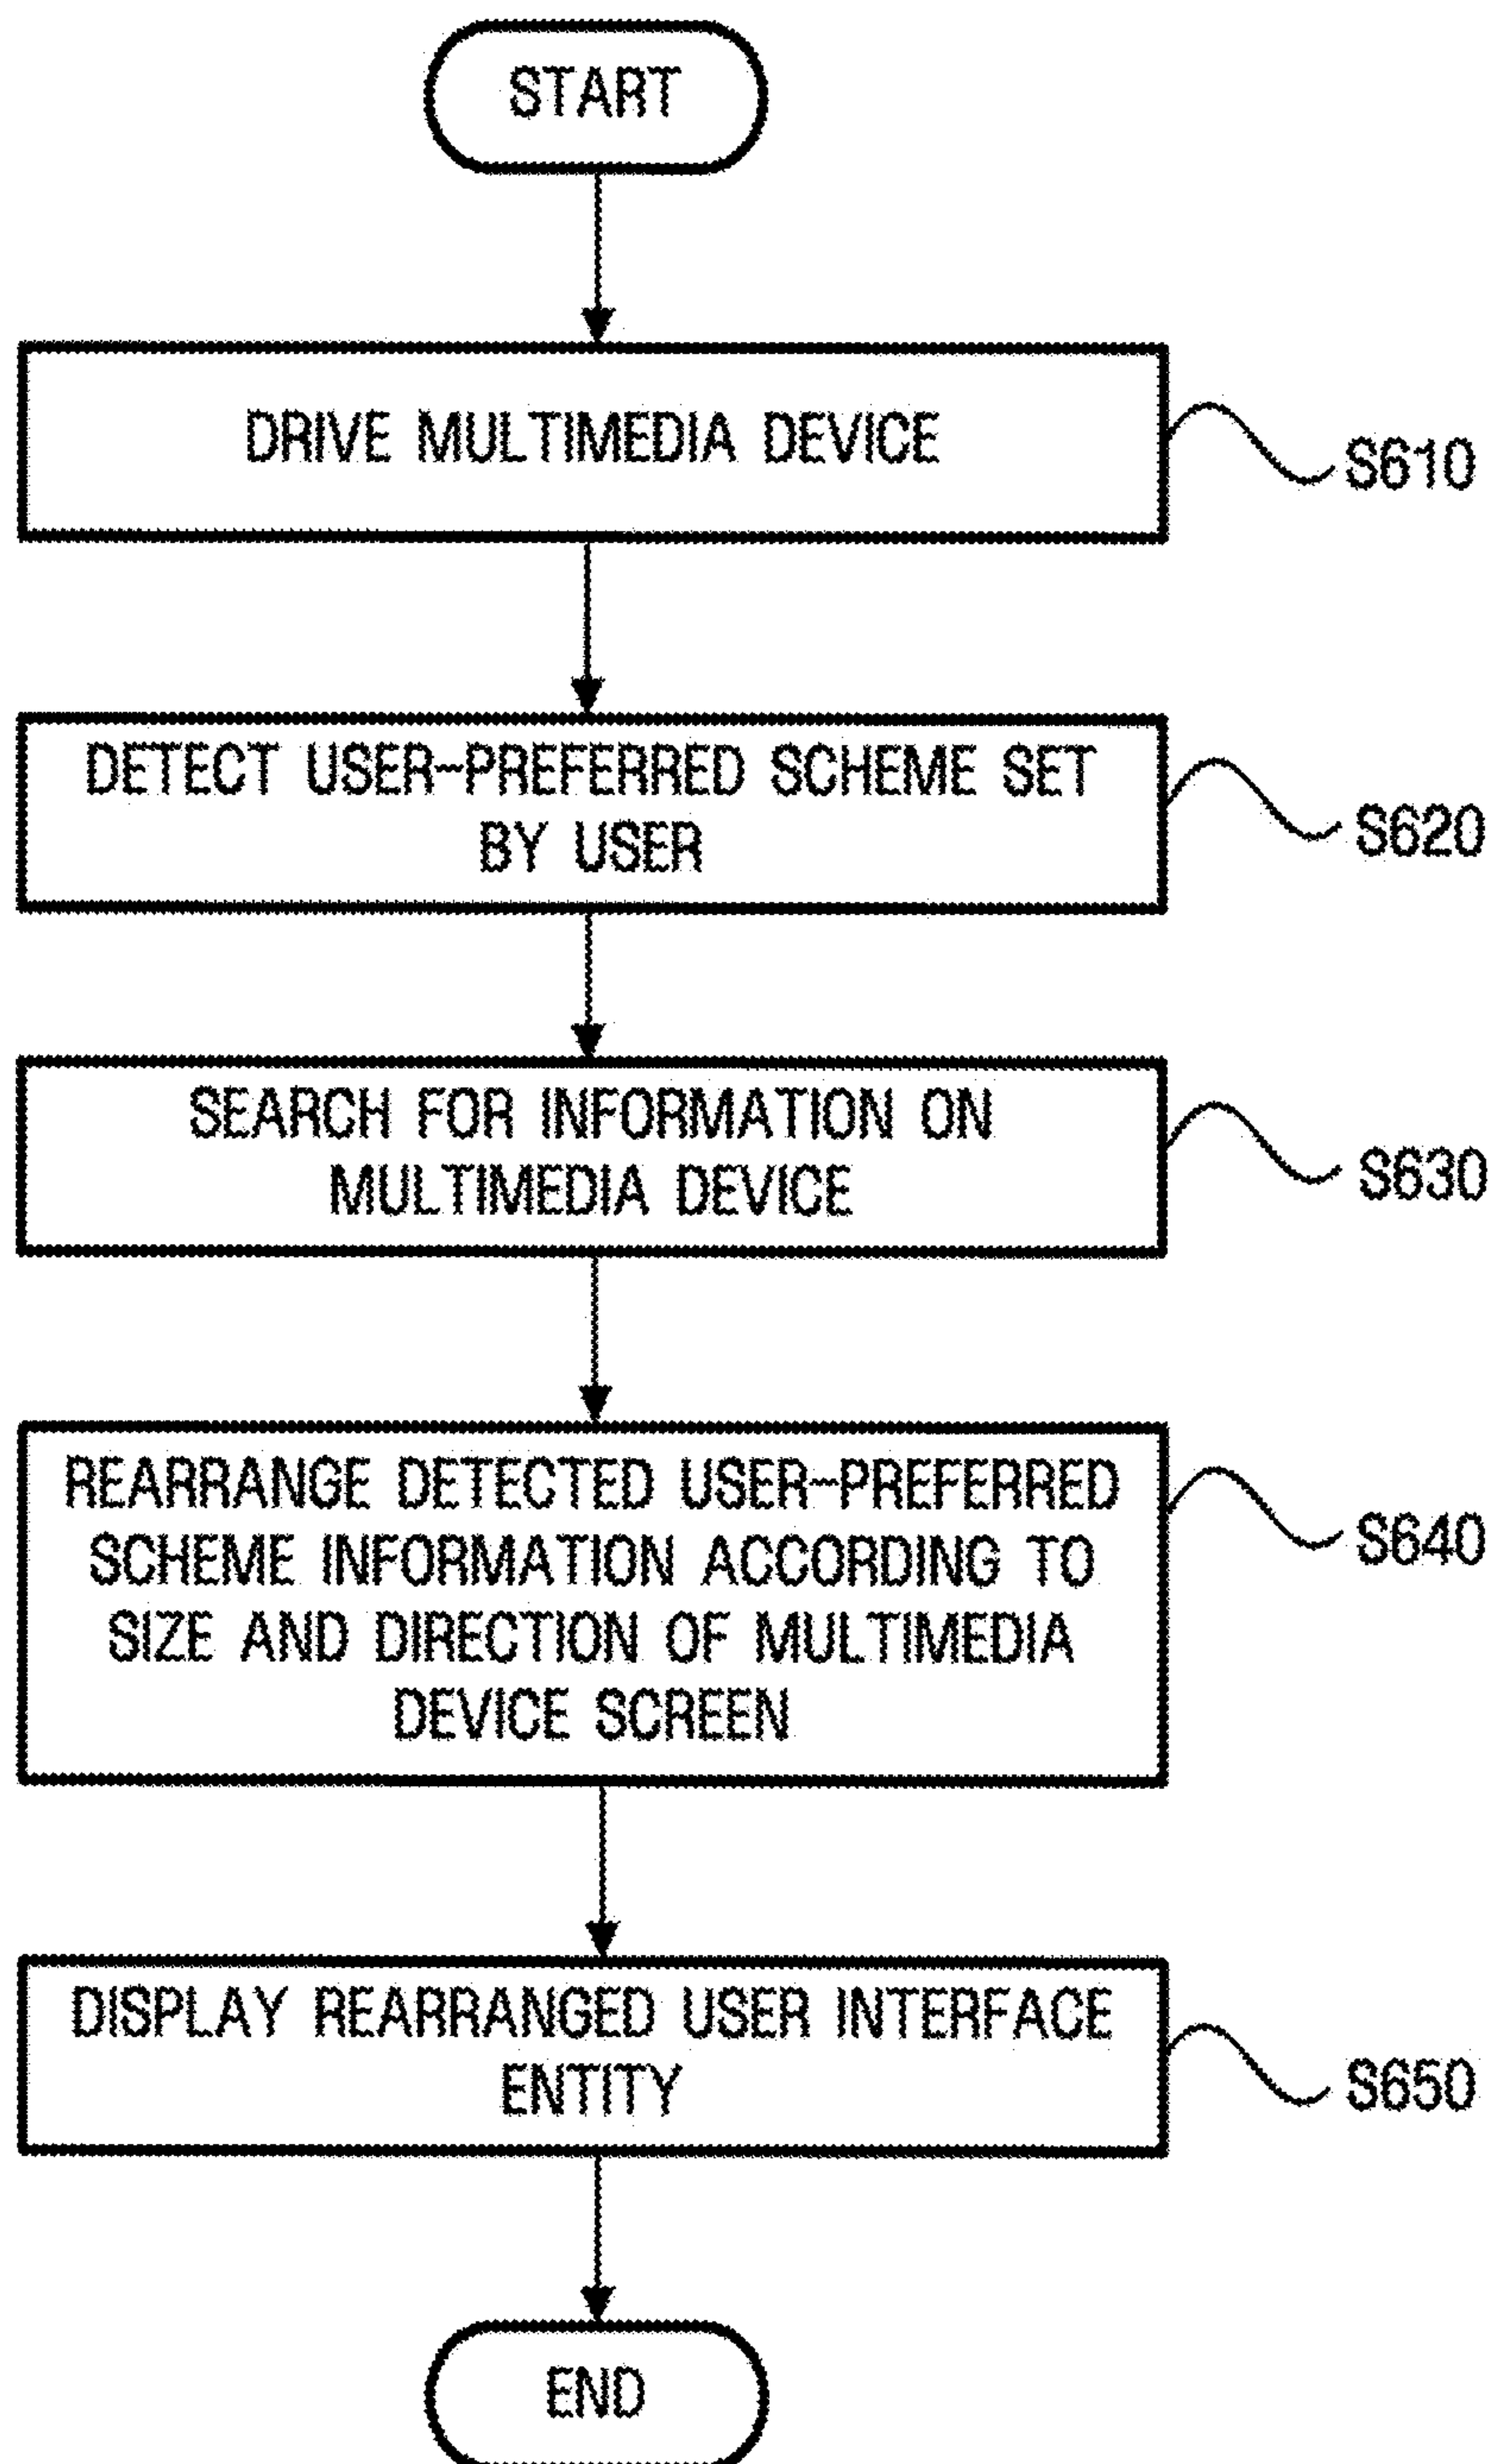 START
DRIVE MULTIMEDIA DEVICE
S610
DETECT USER-PREFERRED SCHEME SET
BY USER
S620
SEARCH FOR INFORMATION ON
MULTIMEDIA DEVICE
S630
REARRANGE DETECTED USER-PREFERRED
SCHEME INFORMATION ACCORDING TO
SIZE AND DIRECTION OF MULTIMEDIA
DEVICE SCREEN
S640
DISPLAY REARRANGED USER INTERFACE
ENTITY
S650
END